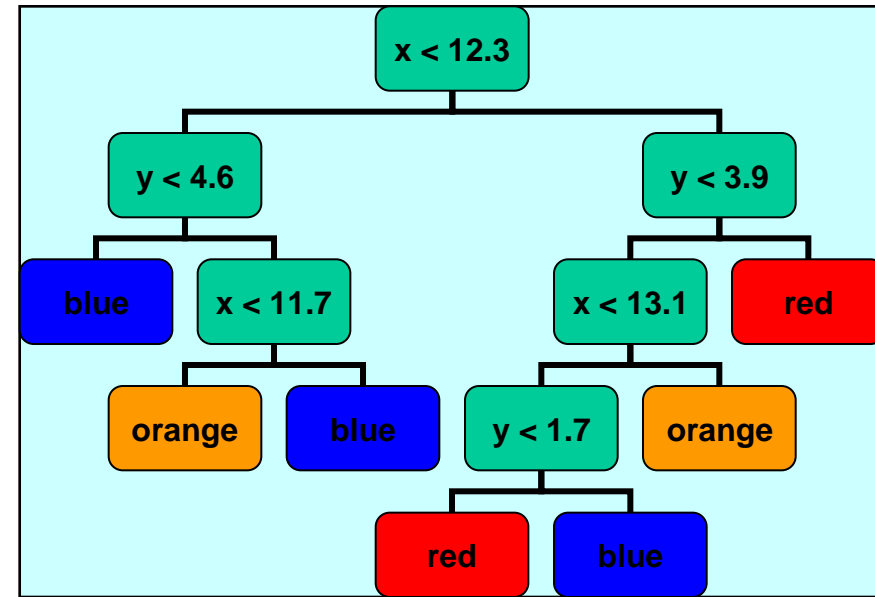 x < 12.3
y < 4.6
y < 3.9
blue
x < 11.7
x < 13.1
red
orange
blue
y < 1.7
orange
red
blue